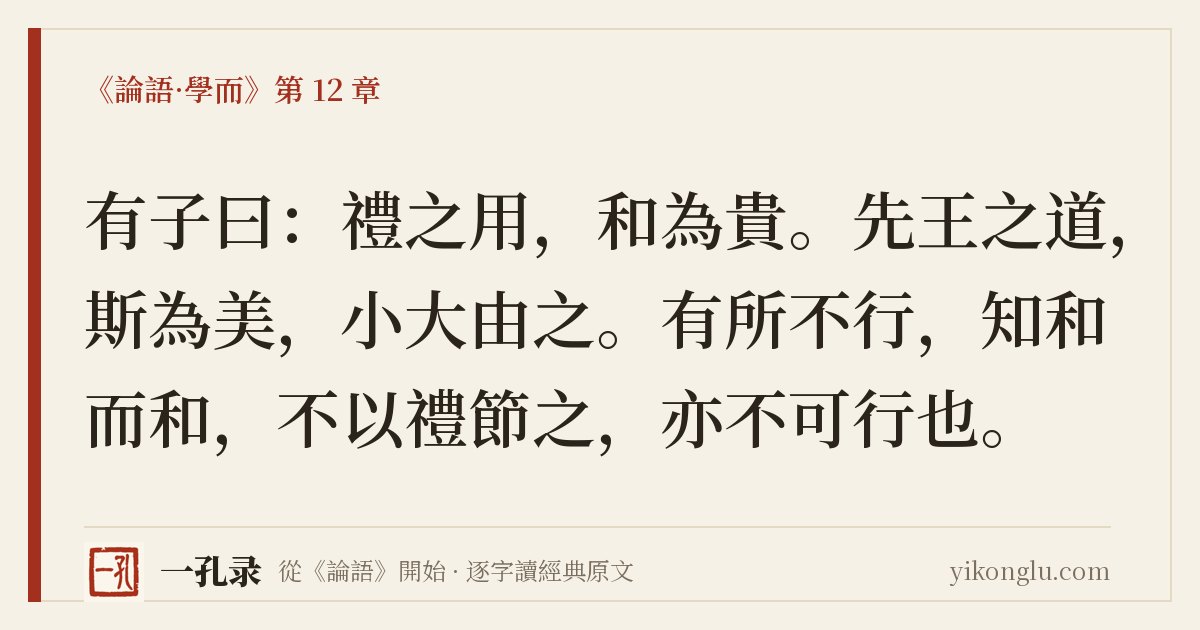 《論語·學而》第 12 章
有子曰：禮之用，和為貴。先王之道，
斯為美，小大由之。有所不行，知和
而和，不以禮節之，亦不可行也。
一孔
一孔录 從《論語》開始 · 逐字讀經典原文 yikonglu.com